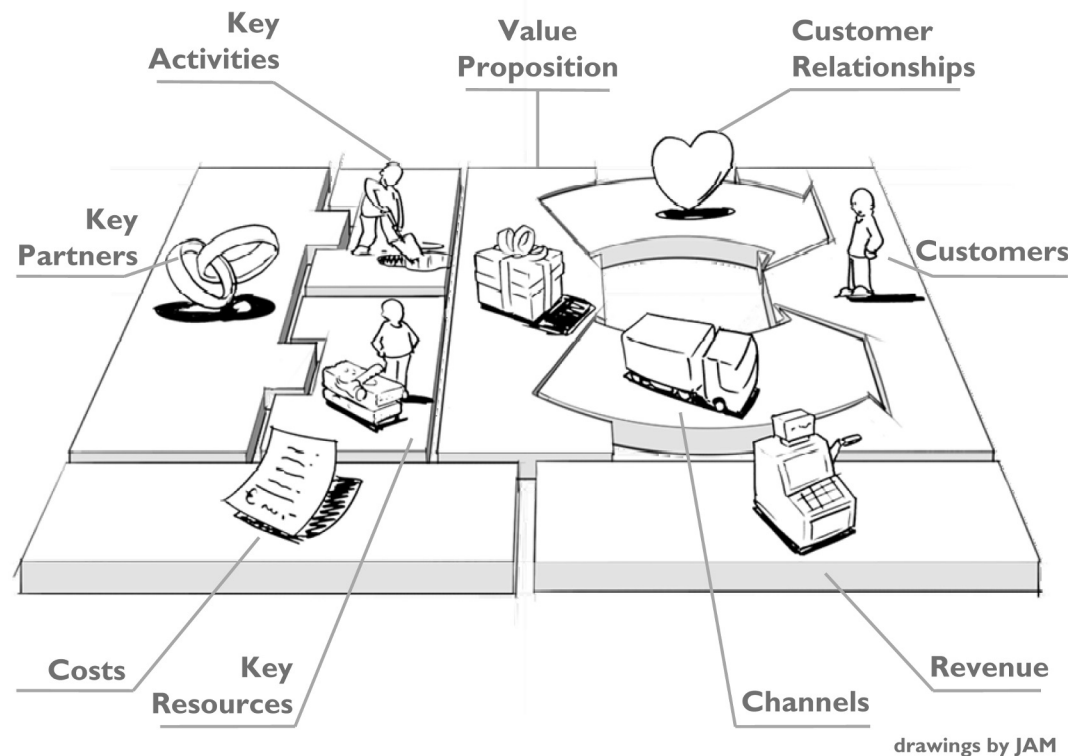 Key
Activities
Value
Proposition
Customer
Relationships
Key
Partners
Customers
Costs
Key
Resources
Channels
Revenue
drawings by JAM